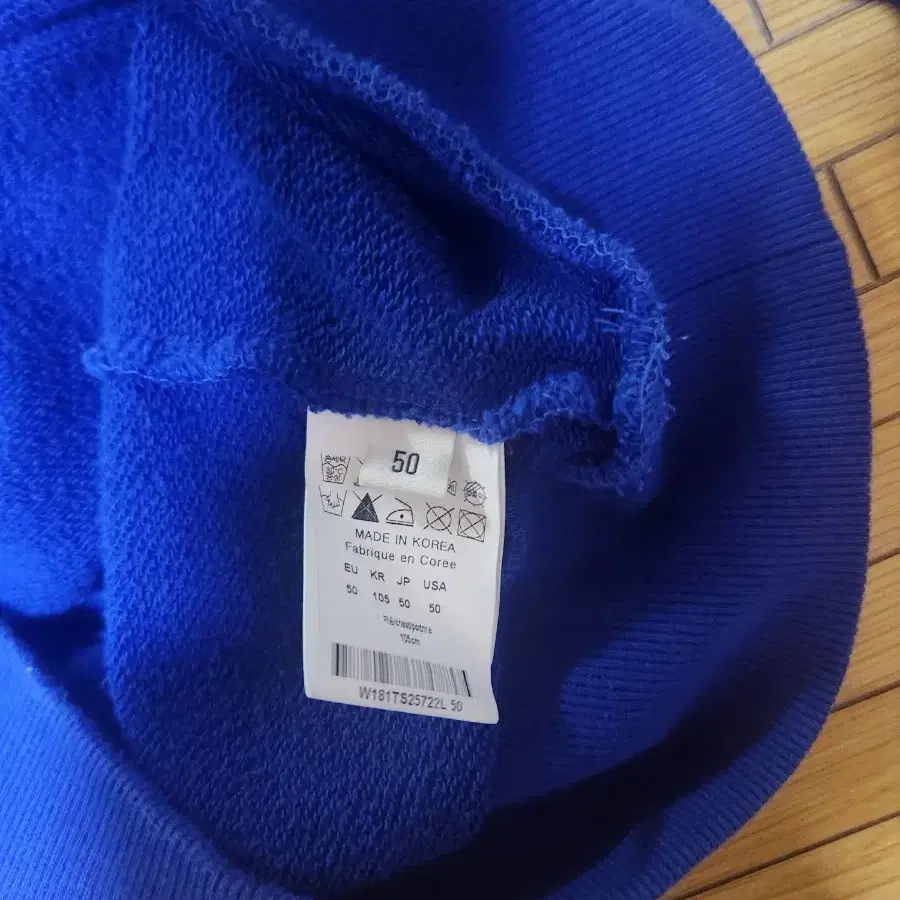 50
MADE IN KOREA
Fabrique en Coree
EU KR JP USA
50 105 50 50
105cm
W181TS25722L 50